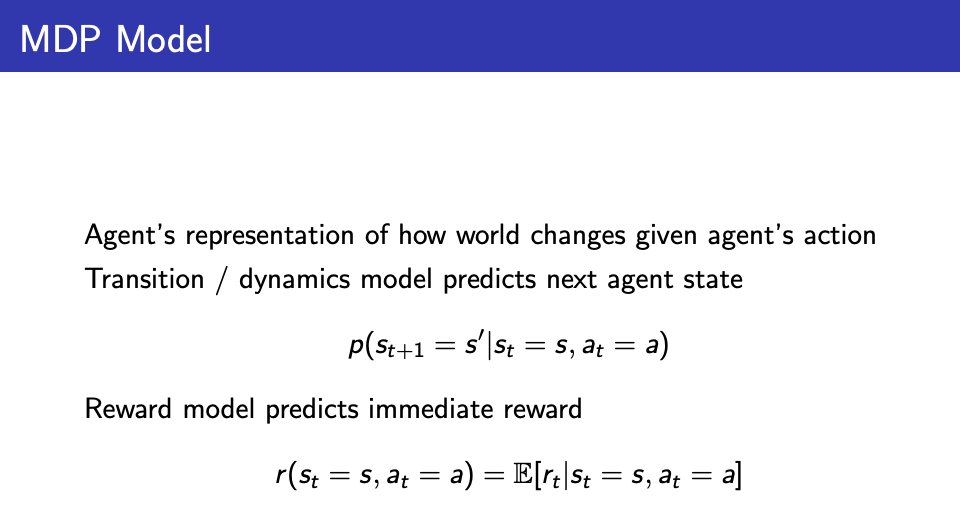 MDP Model
Agent's representation of how world changes given agent's action
Transition / dynamics model predicts next agent state
p(s_{t+1} = s′|s_t = s, a_t = a)
Reward model predicts immediate reward
r(s_t = s, a_t = a) = 𝔼[r_t|s_t = s, a_t = a]